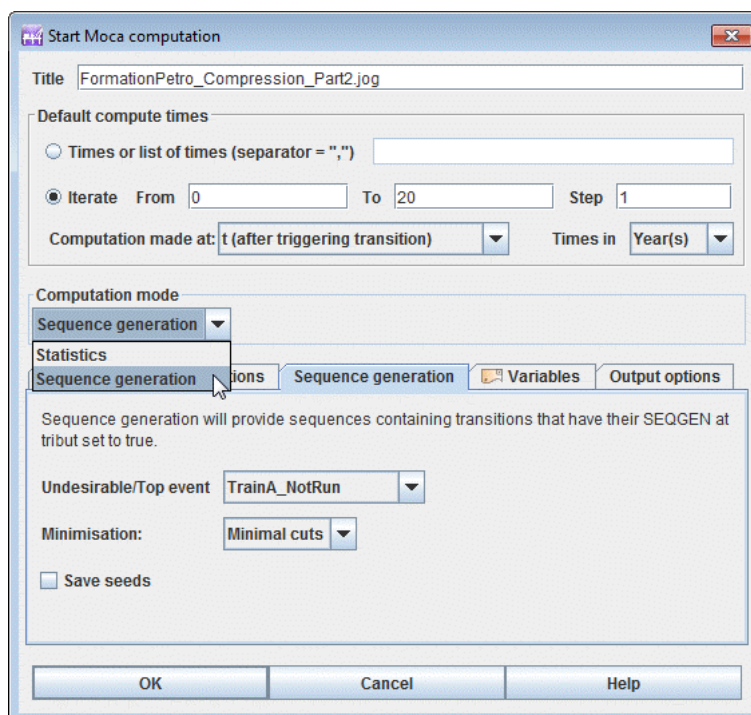 Start Moca computation
Title FormationPetro_Compression_Part2.jog
Default compute times
Times or list of times (separator = ",")
Iterate From 0 To 20 Step 1
Computation made at: t (after triggering transition) Times in Year(s)
Computation mode
Sequence generation
Statistics
Sequence generation
ions Sequence generation Variables Output options
Sequence generation will provide sequences containing transitions that have their SEQGEN at
tribut set to true.
Undesirable/Top event TrainA_NotRun
Minimisation: Minimal cuts
Save seeds
OK Cancel Help